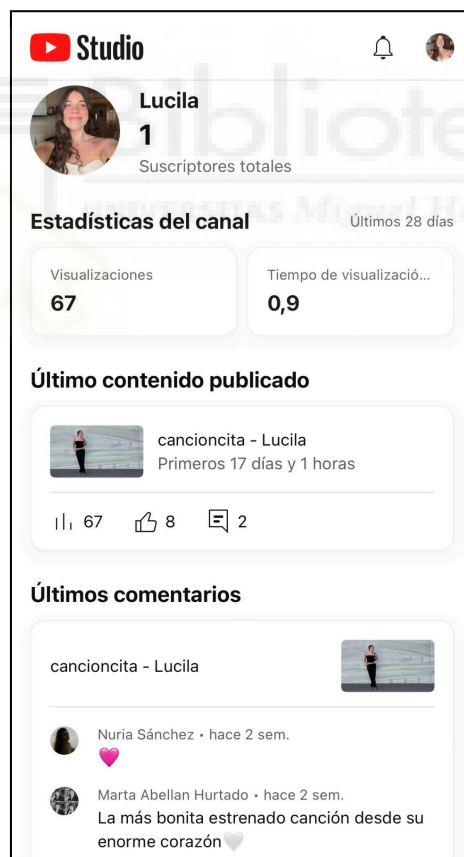 Studio
Lucila
1
Suscriptores totales
Estadísticas del canal
Últimos 28 días
Visualizaciones
67
Tiempo de visualizació...
0,9
Último contenido publicado
cancioncita - Lucila
Primeros 17 días y 1 horas
67 8 2
Últimos comentarios
cancioncita - Lucila
Nuria Sánchez • hace 2 sem.
🩷
Marta Abellan Hurtado • hace 2 sem.
La más bonita estrenado canción desde su
enorme corazón🤍